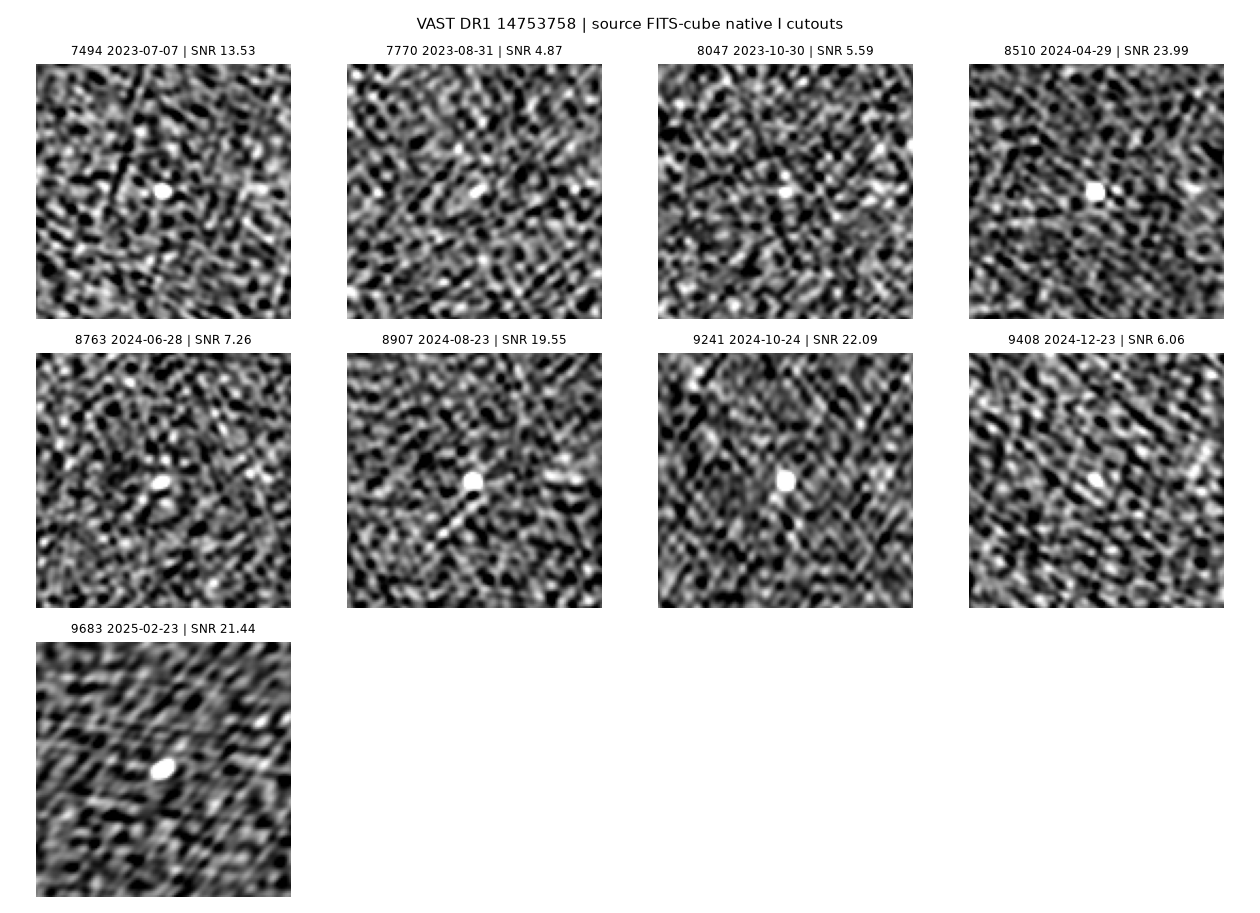 VAST DR1 14753758 | source FITS-cube native I cutouts
7494 2023-07-07 | SNR 13.53
7770 2023-08-31 | SNR 4.87
8047 2023-10-30 | SNR 5.59
8510 2024-04-29 | SNR 23.99
8763 2024-06-28 | SNR 7.26
8907 2024-08-23 | SNR 19.55
9241 2024-10-24 | SNR 22.09
9408 2024-12-23 | SNR 6.06
9683 2025-02-23 | SNR 21.44